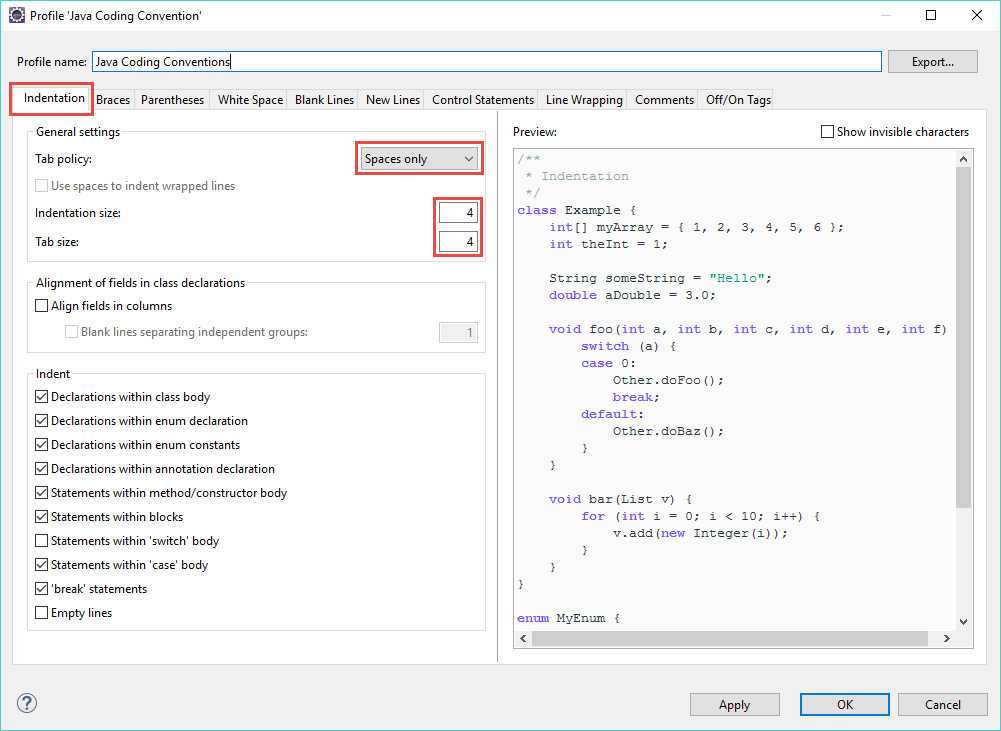 Profile 'Java Coding Convention'
Profile name: Java Coding Conventions Export...
Indentation Braces Parentheses White Space Blank Lines New Lines Control Statements Line Wrapping Comments Off/On Tags
General settings
Tab policy: Spaces only
Use spaces to indent wrapped lines
Indentation size: 4
Tab size: 4
Alignment of fields in class declarations
Align fields in columns
Blank lines separating independent groups: 1
Indent
Declarations within class body
Declarations within enum declaration
Declarations within enum constants
Declarations within annotation declaration
Statements within method/constructor body
Statements within blocks
Statements within 'switch' body
Statements within 'case' body
'break' statements
Empty lines
Preview: Show invisible characters
/**
 * Indentation
 */
class Example {
    int[] myArray = { 1, 2, 3, 4, 5, 6 };
    int theInt = 1;
    String someString = "Hello";
    double aDouble = 3.0;
    void foo(int a, int b, int c, int d, int e, int f)
        switch (a) {
        case 0:
            Other.doFoo();
            break;
        default:
            Other.doBaz();
        }
    }
    void bar(List v) {
        for (int i = 0; i < 10; i++) {
            v.add(new Integer(i));
        }
    }
}
enum MyEnum {
? Apply OK Cancel